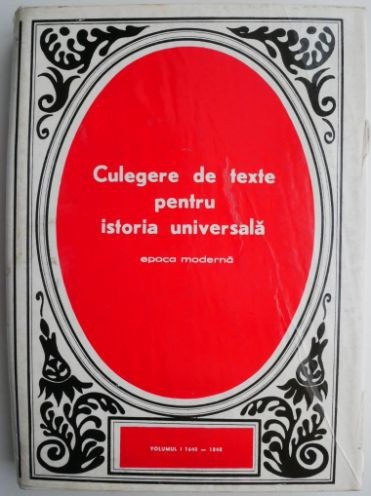 Culegere de texte
pentru
istoria universală
epoca modernă
VOLUMUL I 1640 — 1848